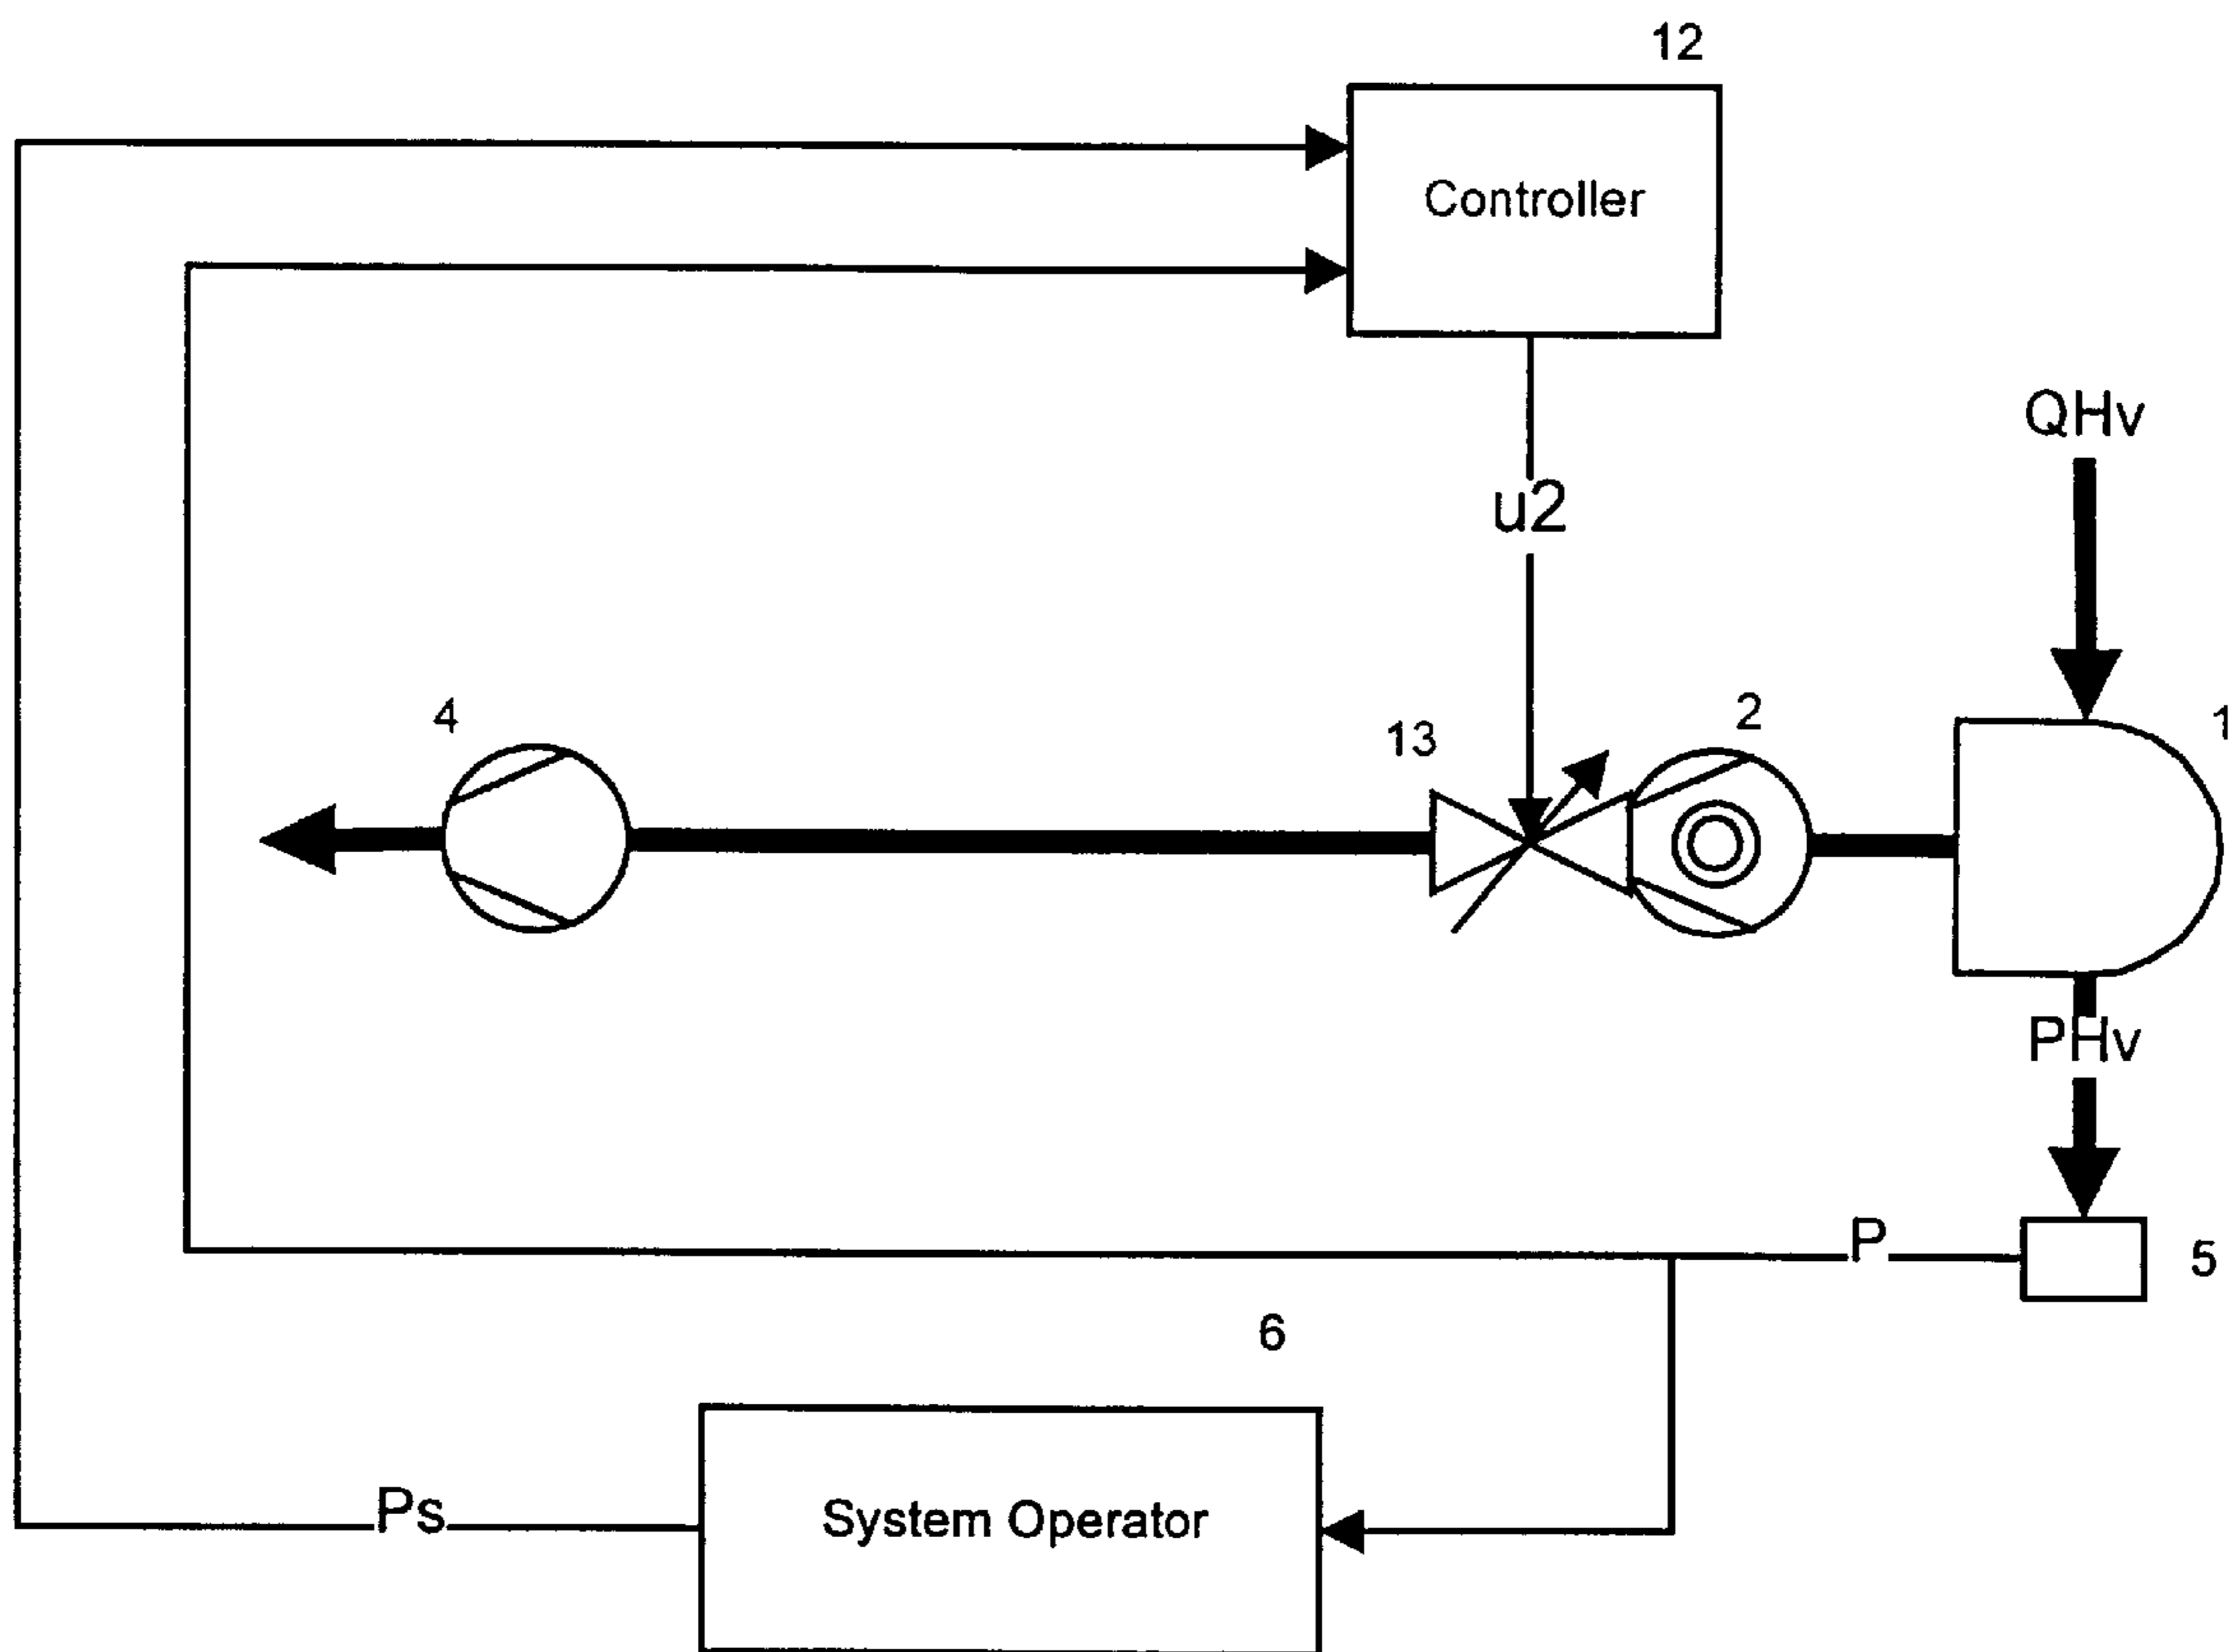 12
Controller
QHv
u2
4
13
2
1
PHv
P
5
6
Ps
System Operator